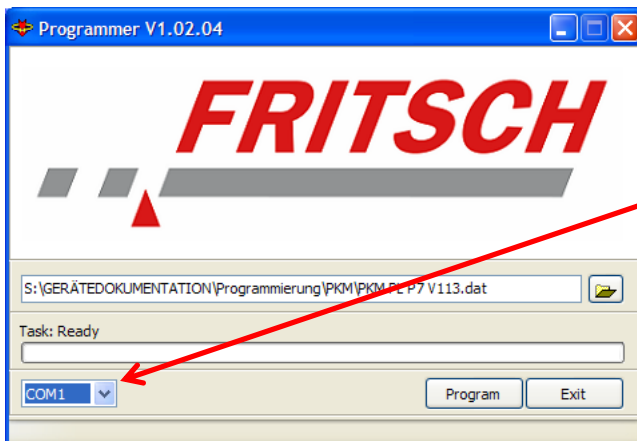 Programmer V1.02.04
FRITSCH
S:\GERÄTEDOKUMENTATION\Programmierung\PKM\PKM PL P7 V113.dat
Task: Ready
COM1
Program Exit